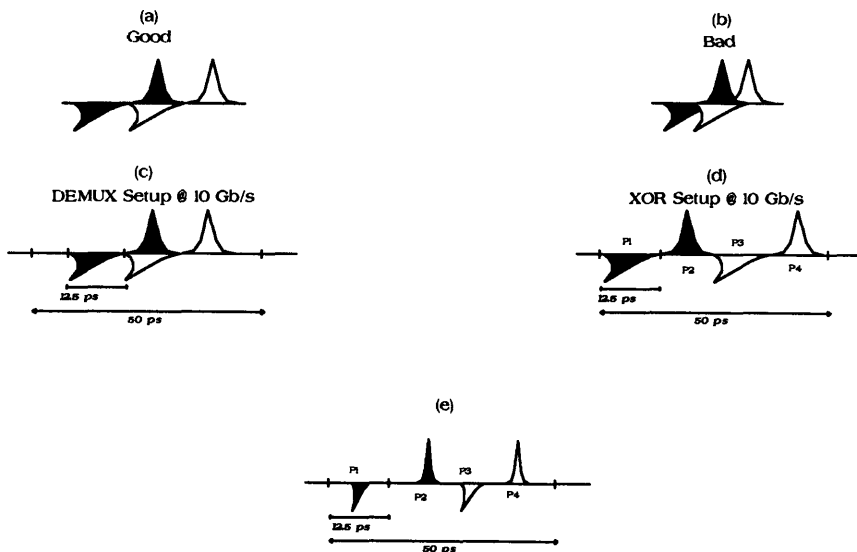 (a)
Good
(b)
Bad
(c)
DEMUX Setup @ 10 Gb/s
12.5 ps
50 ps
(d)
XOR Setup @ 10 Gb/s
P1
P3
P2
P4
12.5 ps
50 ps
(e)
P1
P3
P2
P4
12.5 ps
50 ps